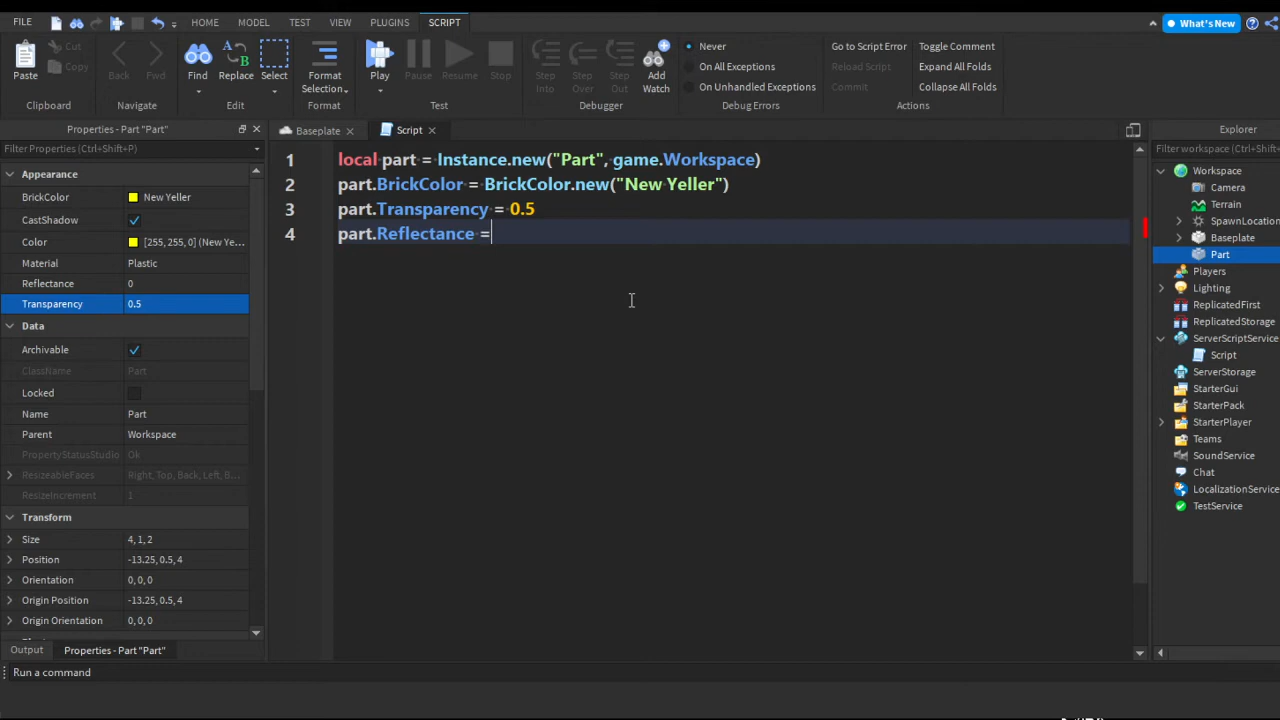 FILE HOME MODEL TEST VIEW PLUGINS SCRIPT What's New
Paste Cut Copy Back Fwd Find Replace Select Format Selection Play Pause Resume Stop Step Into Step Over Step Out Add Watch Never On All Exceptions On Unhandled Exceptions Go to Script Error Reload Script Commit Toggle Comment Expand All Folds Collapse All Folds
Clipboard Navigate Edit Format Test Debugger Debug Errors Actions
Properties - Part "Part"
Filter Properties (Ctrl+Shift+P)
Appearance
BrickColor New Yeller
CastShadow
Color [255, 255, 0] (New Ye...
Material Plastic
Reflectance 0
Transparency 0.5
Data
Archivable
ClassName Part
Locked
Name Part
Parent Workspace
PropertyStatusStudio Ok
ResizeableFaces Right, Top, Back, Left, B...
ResizeIncrement 1
Transform
Size 4, 1, 2
Position -13.25, 0.5, 4
Orientation 0, 0, 0
Origin Position -13.25, 0.5, 4
Origin Orientation 0, 0, 0
Output Properties - Part "Part"
Run a command
Baseplate Script
1 local part = Instance.new("Part", game.Workspace)
2 part.BrickColor = BrickColor.new("New Yeller")
3 part.Transparency = 0.5
4 part.Reflectance =
Explorer
Filter workspace (Ctrl+Sh
Workspace
Camera
Terrain
SpawnLocation
Baseplate
Part
Players
Lighting
ReplicatedFirst
ReplicatedStorage
ServerScriptService
Script
ServerStorage
StarterGui
StarterPack
StarterPlayer
Teams
SoundService
Chat
LocalizationService
TestService